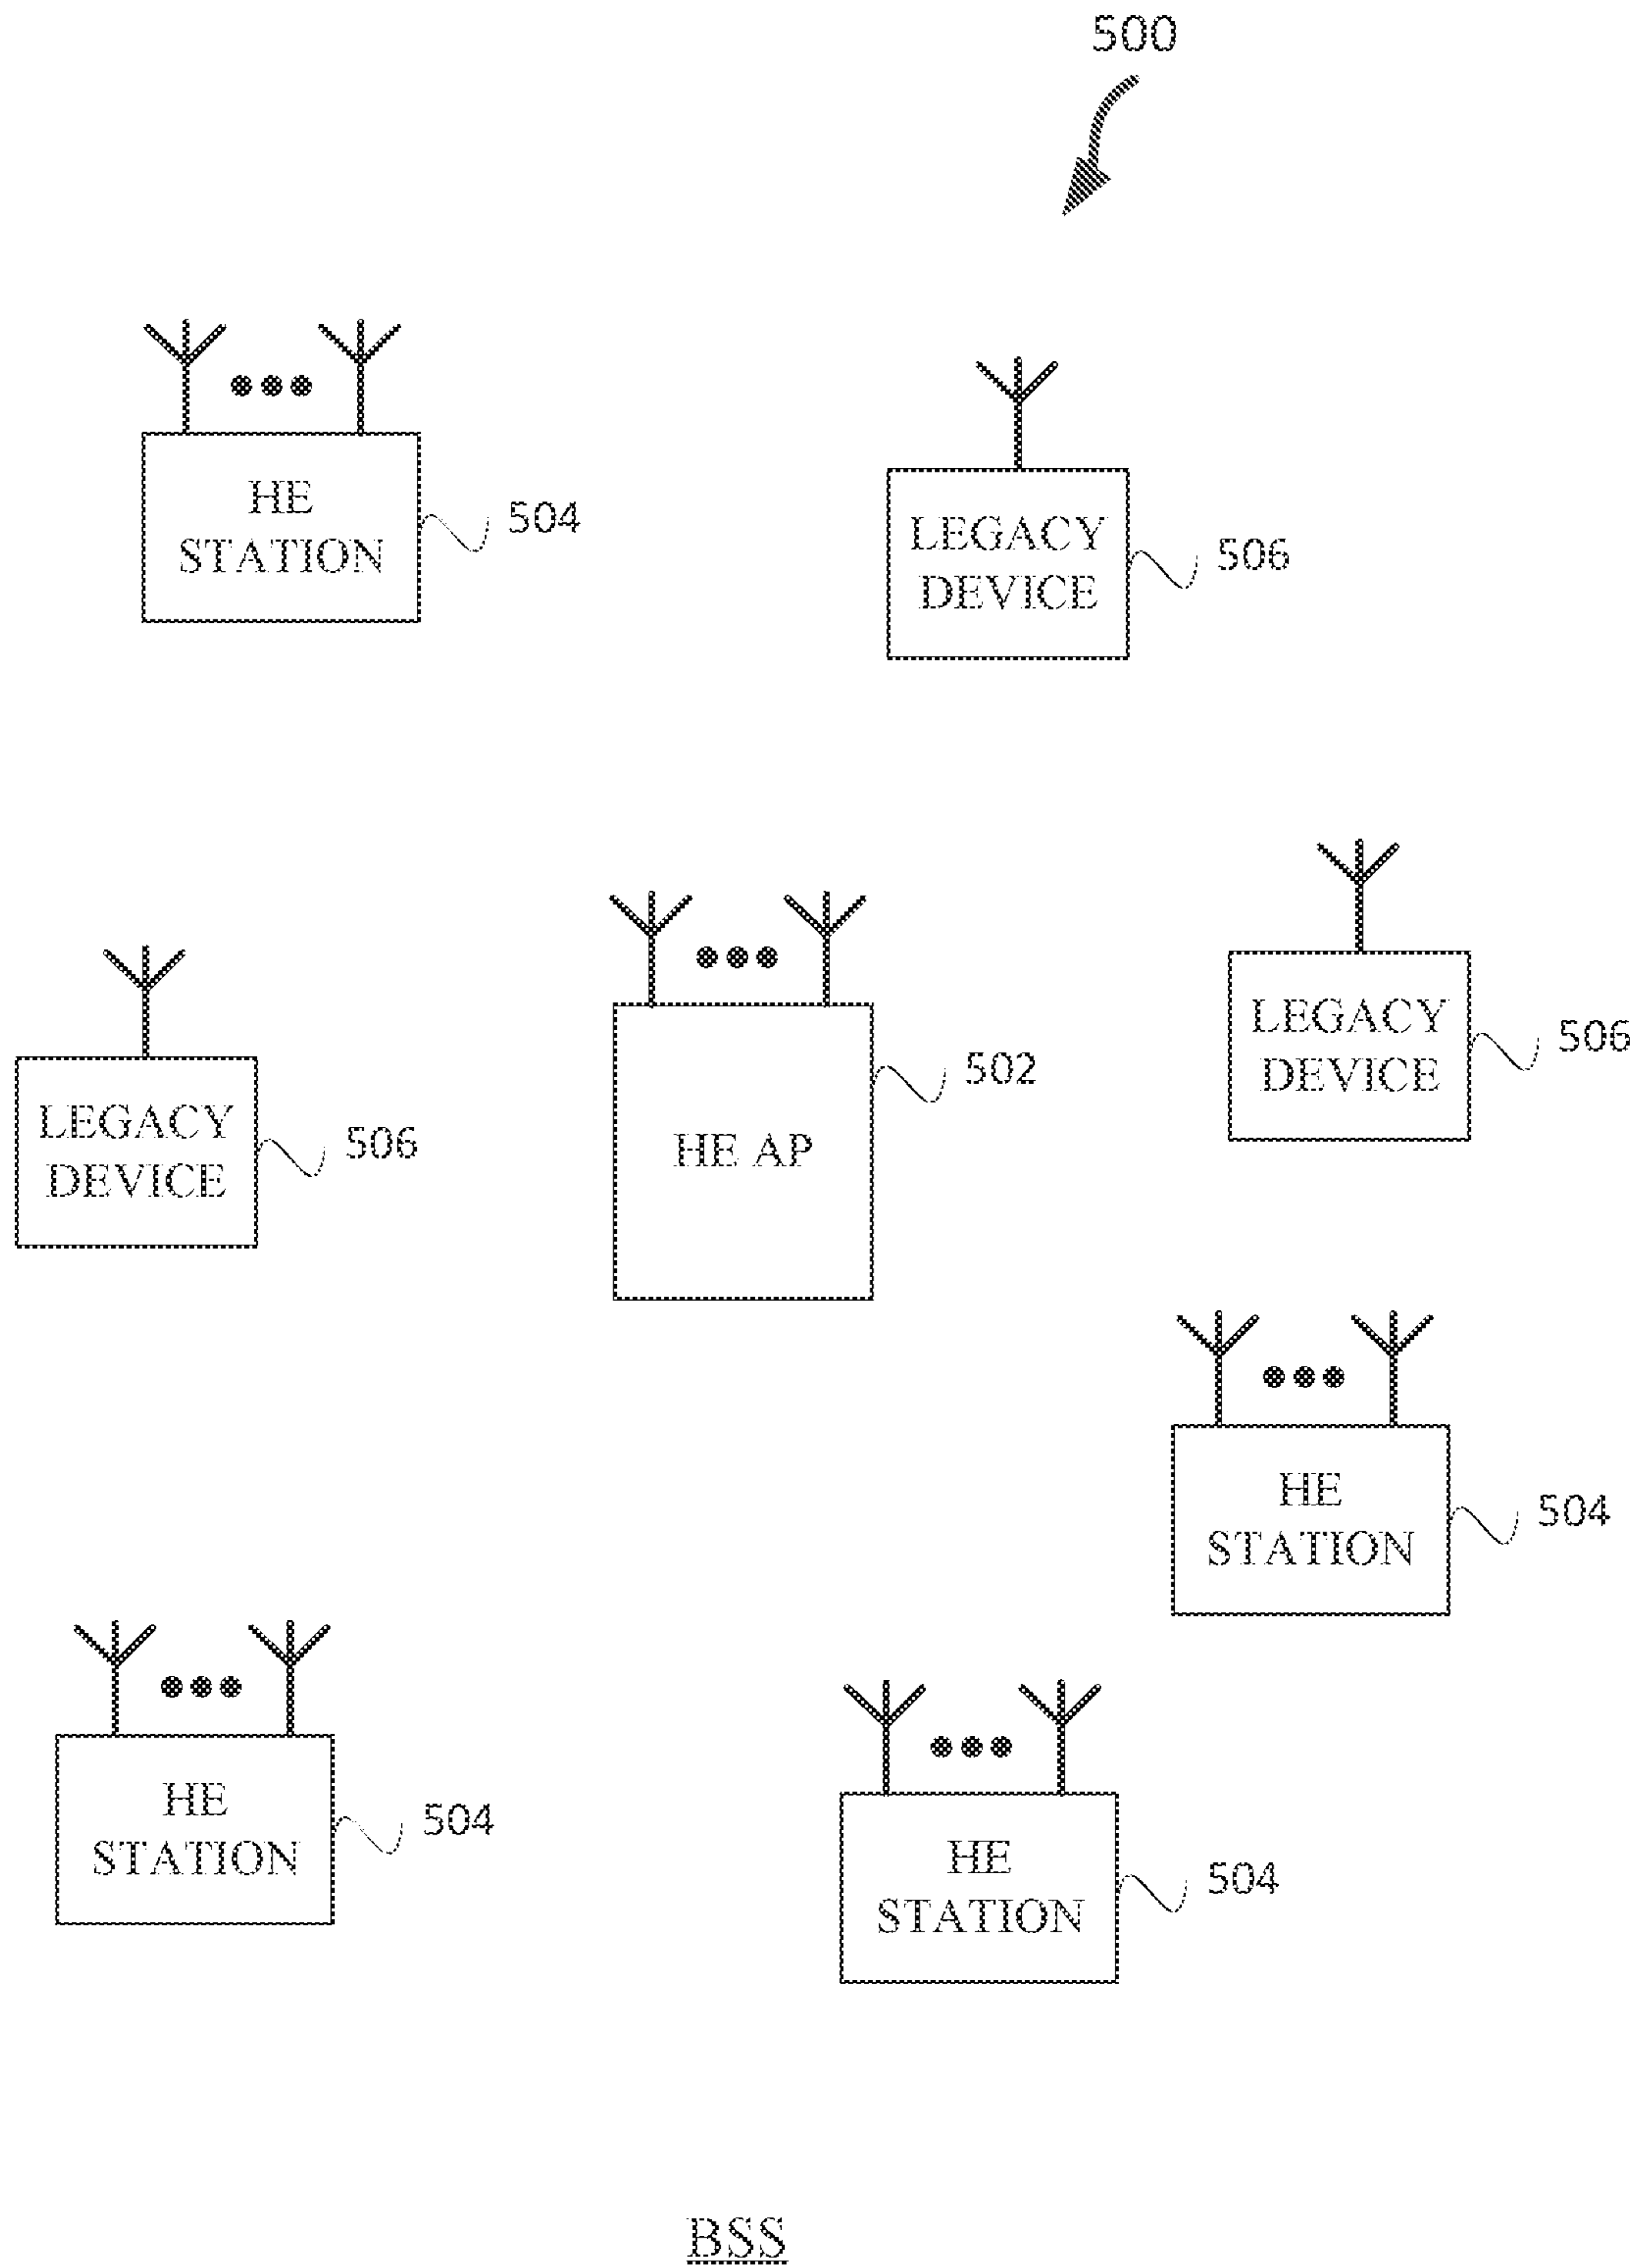 500
HE
STATION
504
LEGACY
DEVICE
506
LEGACY
DEVICE
506
HE AP
502
LEGACY
DEVICE
506
HE
STATION
504
HE
STATION
504
HE
STATION
504
BSS